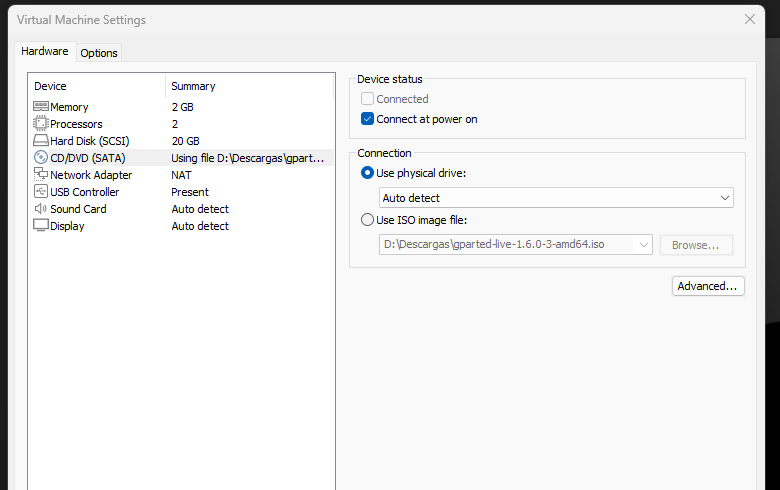 Virtual Machine Settings
Hardware
Options
Device Summary
Memory 2 GB
Processors 2
Hard Disk (SCSI) 20 GB
CD/DVD (SATA) Using file D:\Descargas\gpart...
Network Adapter NAT
USB Controller Present
Sound Card Auto detect
Display Auto detect
Device status
Connected
Connect at power on
Connection
Use physical drive:
Auto detect
Use ISO image file:
D:\Descargas\gparted-live-1.6.0-3-amd64.iso
Browse...
Advanced...